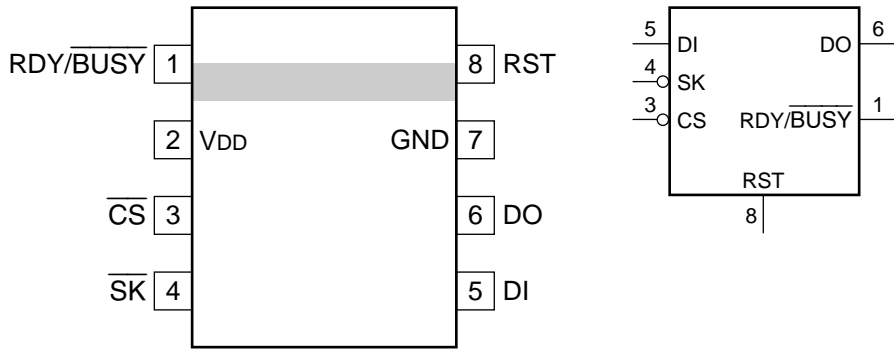 RDY/BUSY 1 8 RST
2 VDD GND 7
CS 3 6 DO
SK 4 5 DI
5 DI DO 6
4 SK
3 CS RDY/BUSY 1
RST
8